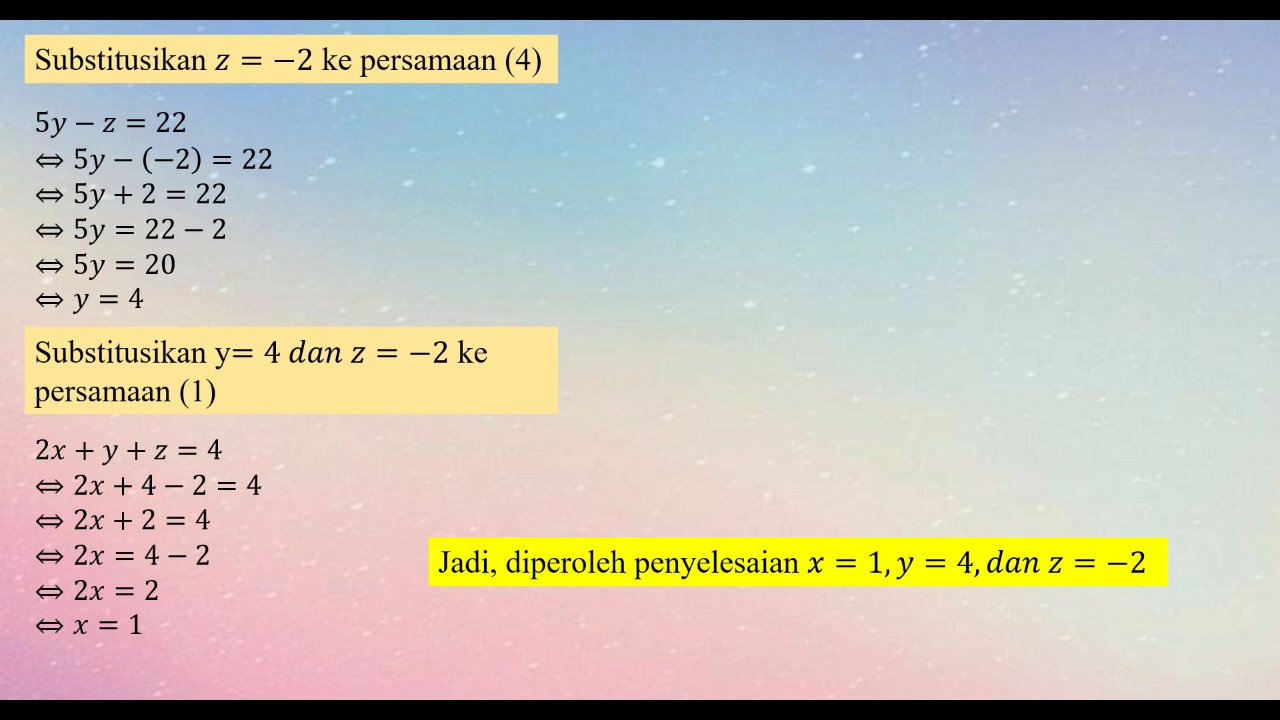 Substitusikan z = −2 ke persamaan (4)
5y − z = 22
⇔ 5y − (−2) = 22
⇔ 5y + 2 = 22
⇔ 5y = 22 − 2
⇔ 5y = 20
⇔ y = 4
Substitusikan y= 4 dan z = −2 ke
persamaan (1)
2x + y + z = 4
⇔ 2x + 4 − 2 = 4
⇔ 2x + 2 = 4
⇔ 2x = 4 − 2
⇔ 2x = 2
⇔ x = 1
Jadi, diperoleh penyelesaian x = 1, y = 4, dan z = −2